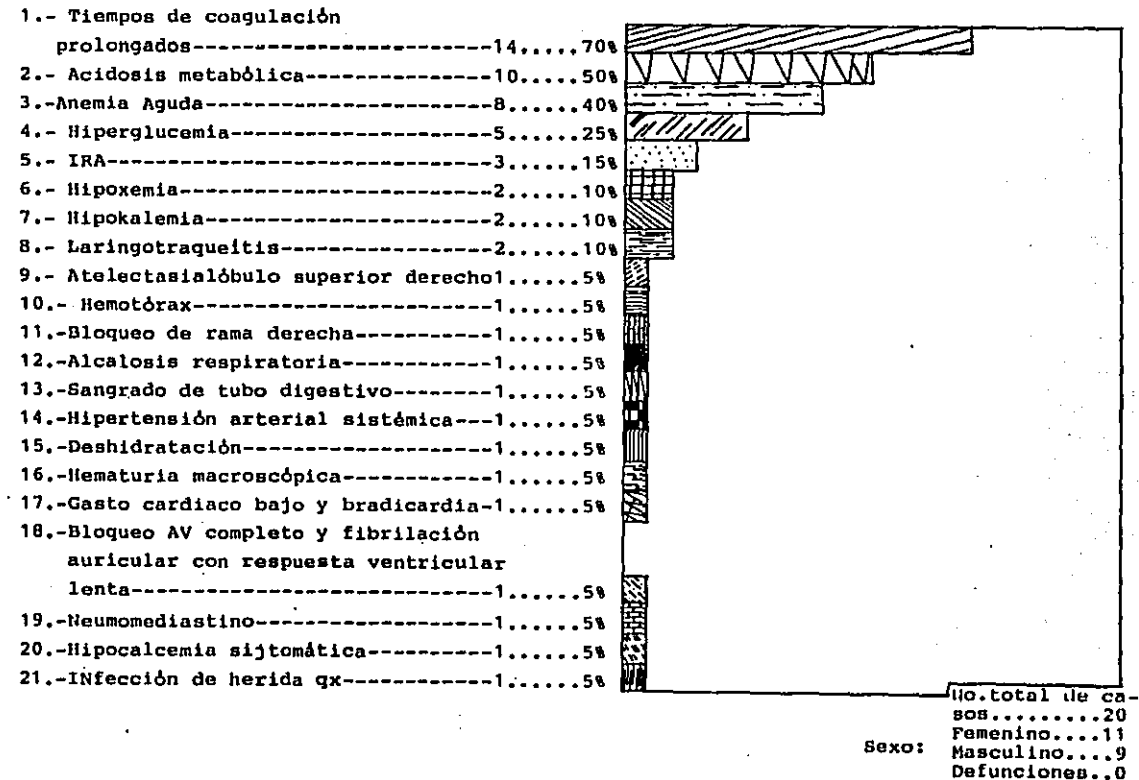 1.- Tiempos de coagulación
prolongados-------------------------14.....70%
2.- Acidosis metabólica----------------10.....50%
3.-Anemia Aguda------------------------8......40%
4.- Hiperglucemia----------------------5......25%
5.- IRA--------------------------------3......15%
6.- Hipoxemia--------------------------2......10%
7.- Hipokalemia------------------------2......10%
8.- Laringotraqueítis------------------2......10%
9.- Atelectasialóbulo superior derecho1......5%
10.- Hemotórax-------------------------1......5%
11.-Bloqueo de rama derecha------------1......5%
12.-Alcalosis respiratoria-------------1......5%
13.-Sangrado de tubo digestivo--------1......5%
14.-Hipertensión arterial sistémica---1......5%
15.-Deshidratación---------------------1......5%
16.-Hematuria macroscópica------------1......5%
17.-Gasto cardiaco bajo y bradicardia-1......5%
18.-Bloqueo AV completo y fibrilación
auricular con respuesta ventricular
lenta------------------------------1......5%
19.-Neumomediastino-------------------1......5%
20.-Hipocalcemia sijtomática----------1......5%
21.-INfección de herida qx------------1......5%
No.total de ca-
sos.........20
Sexo: Femenino....11
Masculino....9
Defunciones..0